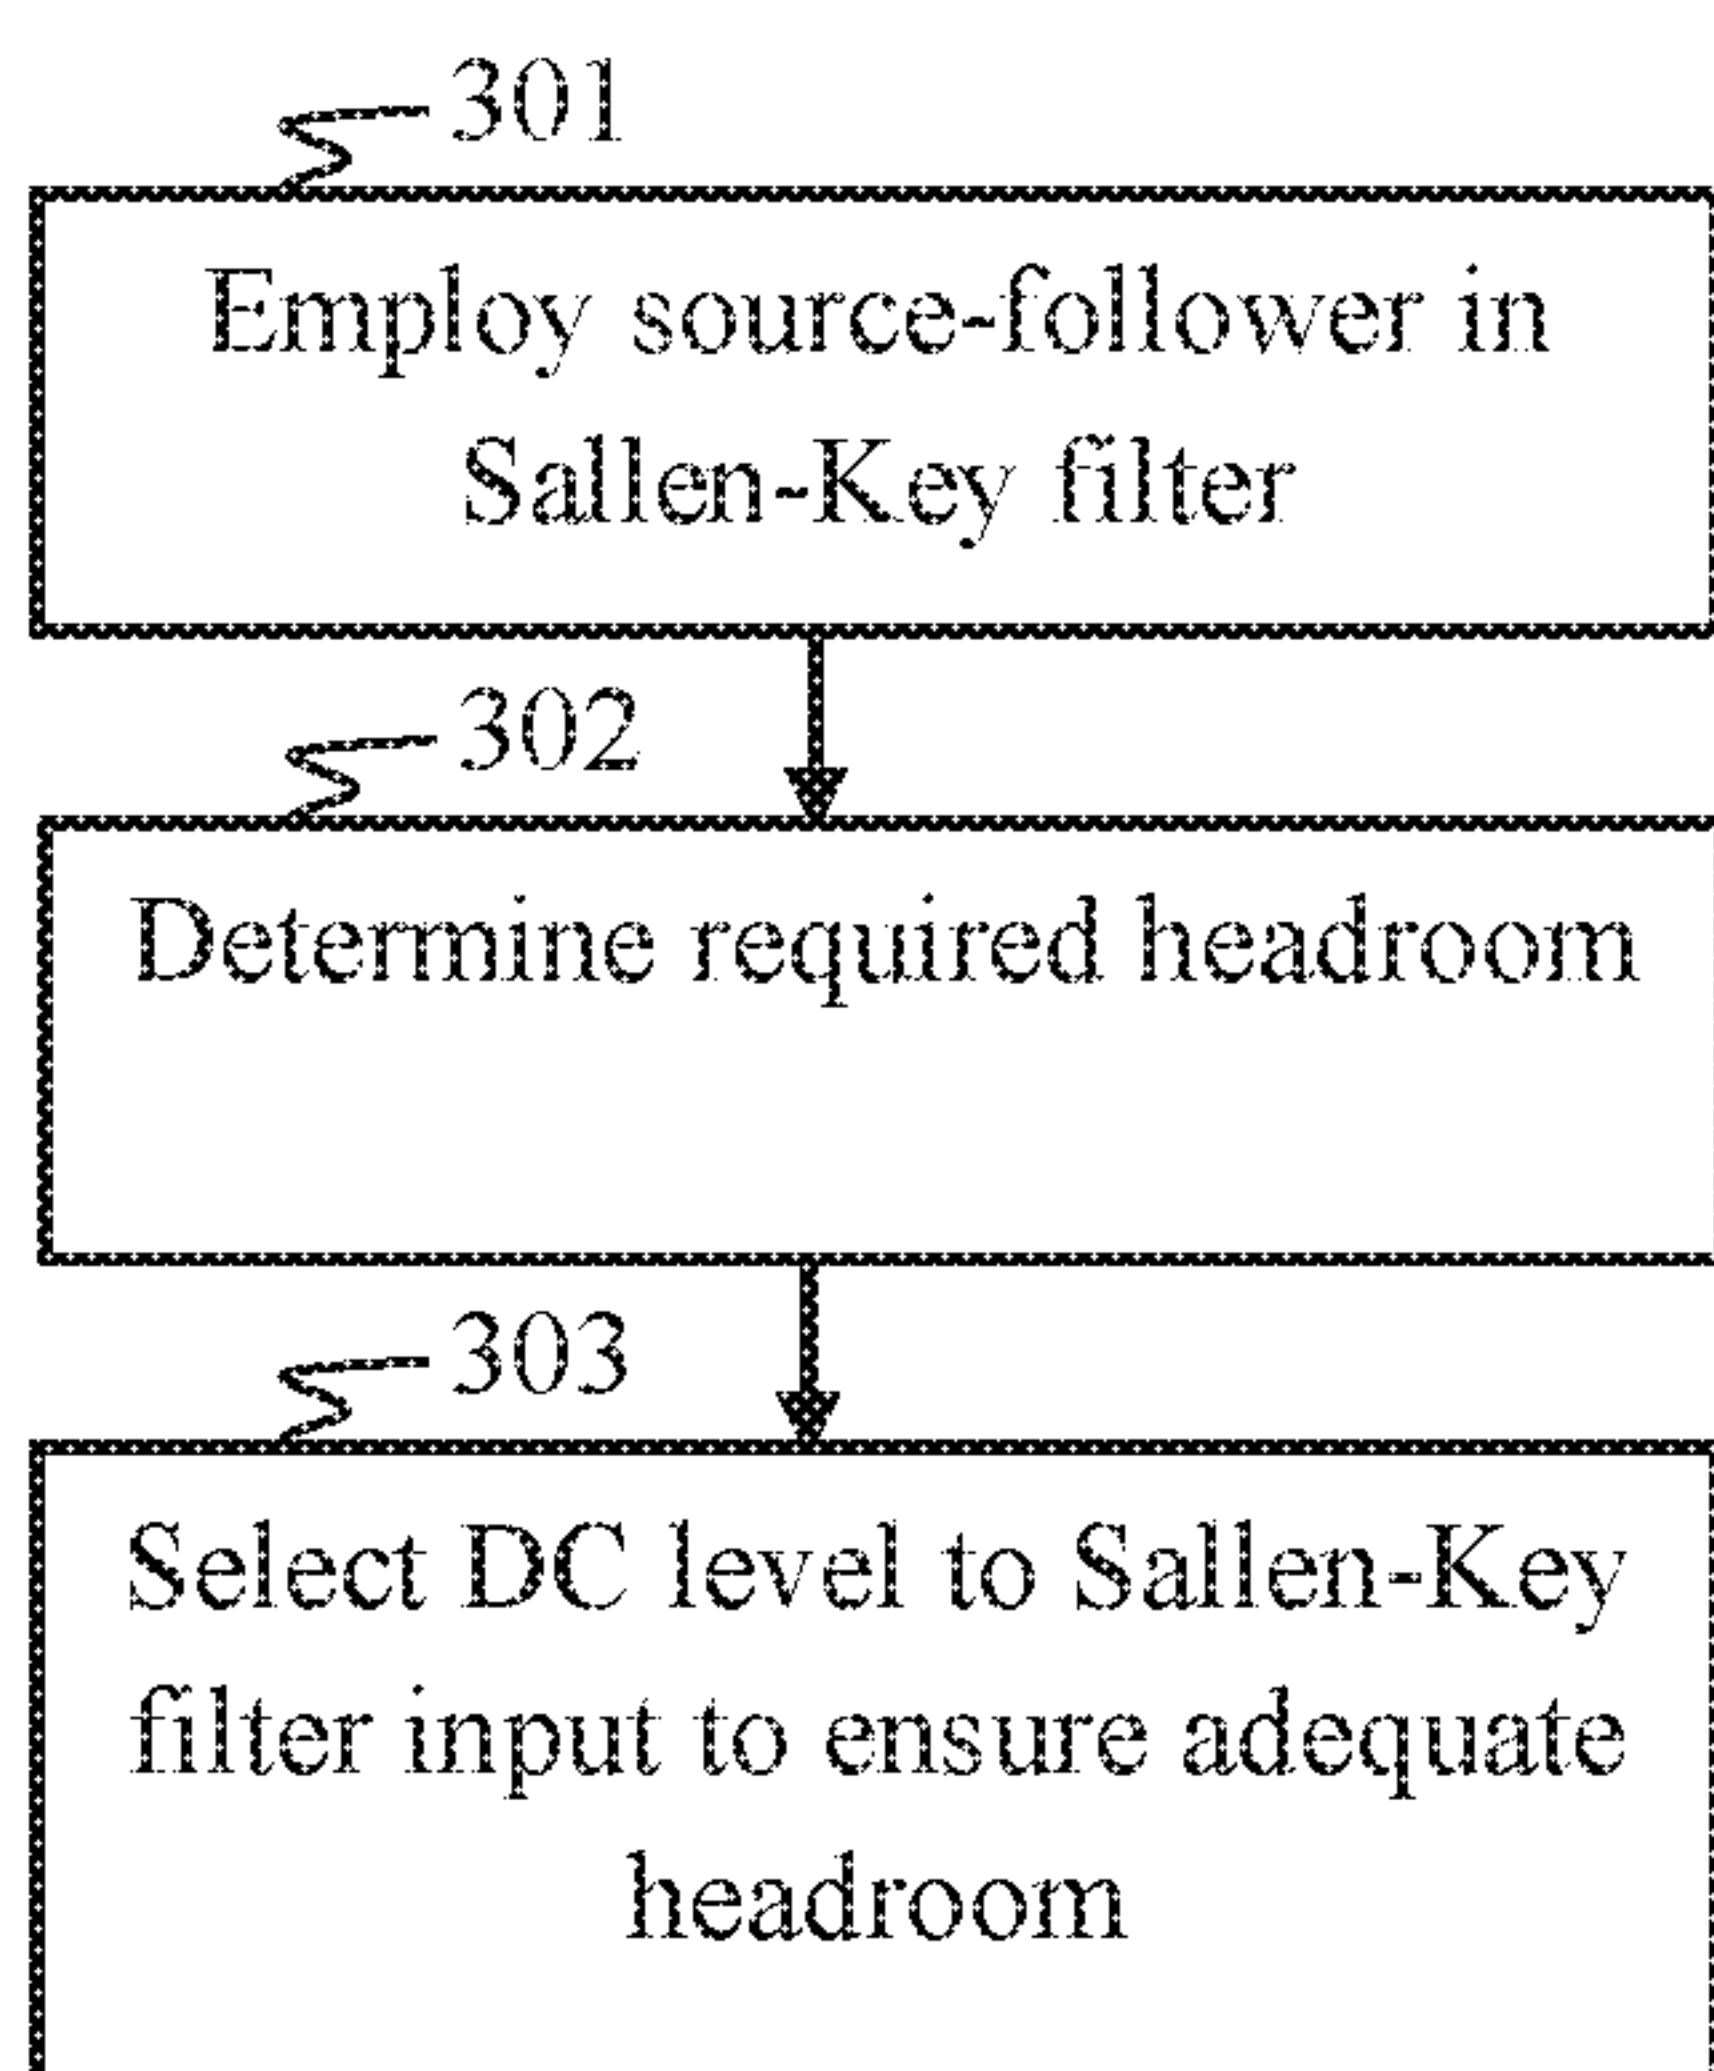 301
Employ source-follower in
Sallen-Key filter
302
Determine required headroom
303
Select DC level to Sallen-Key
filter input to ensure adequate
headroom